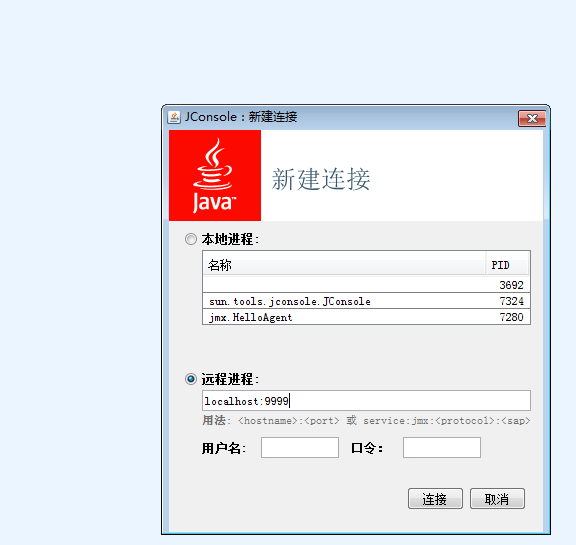 JConsole：新建连接
Java™
新建连接
本地进程：
名称 PID
3692
sun.tools.jconsole.JConsole 7324
jmx.HelloAgent 7280
远程进程：
localhost:9999
用法: <hostname>:<port> 或 service:jmx:<protocol>:<sap>
用户名: 口令：
连接 取消